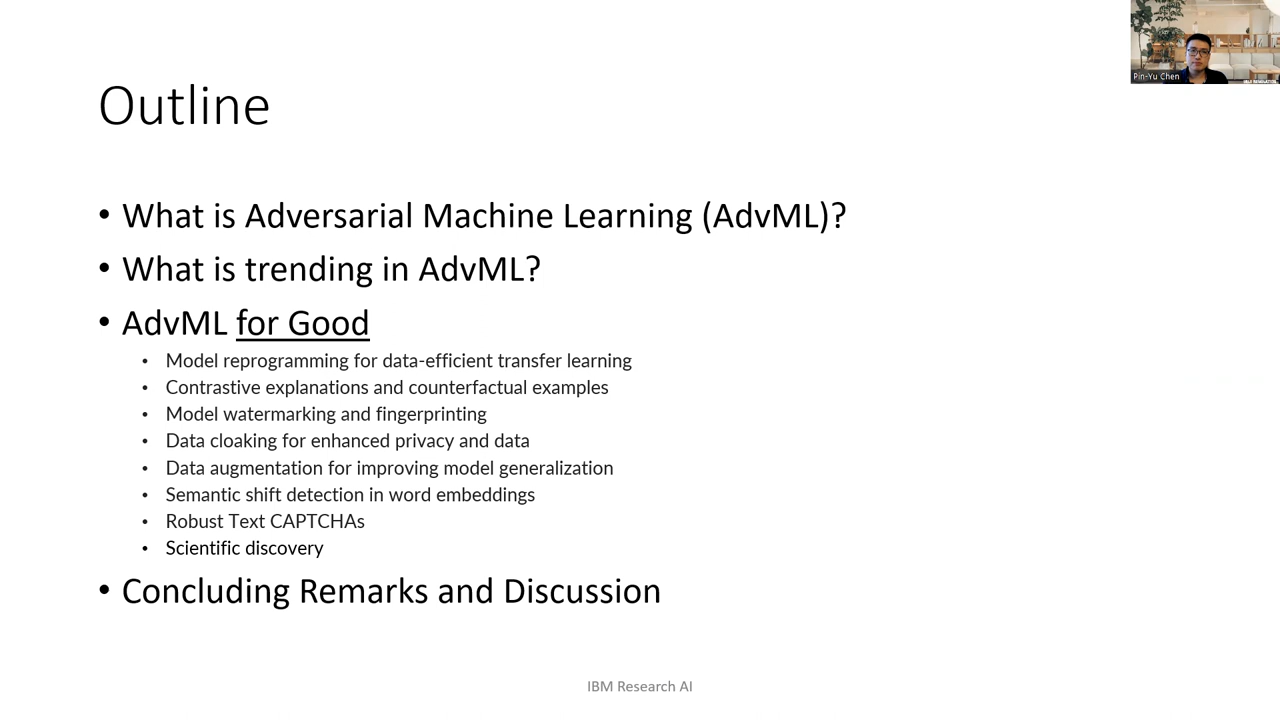 Pin-Yu Chen
Outline
• What is Adversarial Machine Learning (AdvML)?
• What is trending in AdvML?
• AdvML for Good
• Model reprogramming for data-efficient transfer learning
• Contrastive explanations and counterfactual examples
• Model watermarking and fingerprinting
• Data cloaking for enhanced privacy and data
• Data augmentation for improving model generalization
• Semantic shift detection in word embeddings
• Robust Text CAPTCHAs
• Scientific discovery
• Concluding Remarks and Discussion
IBM Research AI